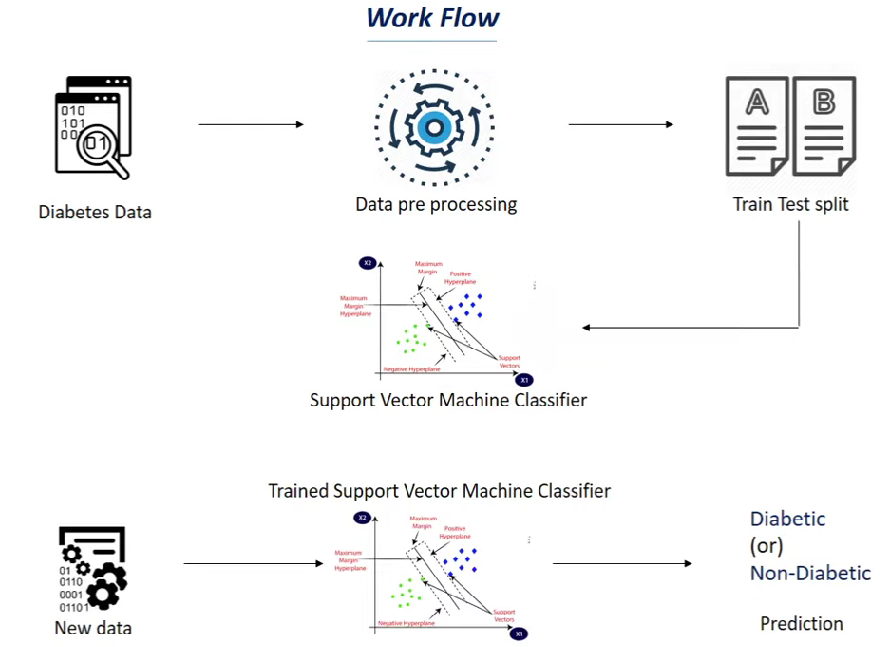 Work Flow
010
101
00
01
A
B
Diabetes Data
Data pre processing
Train Test split
X2
Maximum
Margin
Positive
Hyperplane
Maximum
Margin
Hyperplane
Support
Vectors
Negative Hyperplane
X1
Support Vector Machine Classifier
Trained Support Vector Machine Classifier
X2
Maximum
Margin
Positive
Hyperplane
Maximum
Margin
Hyperplane
Support
Vectors
Negative Hyperplane
X1
01
0110
0001
01101
New data
Diabetic
(or)
Non-Diabetic
Prediction